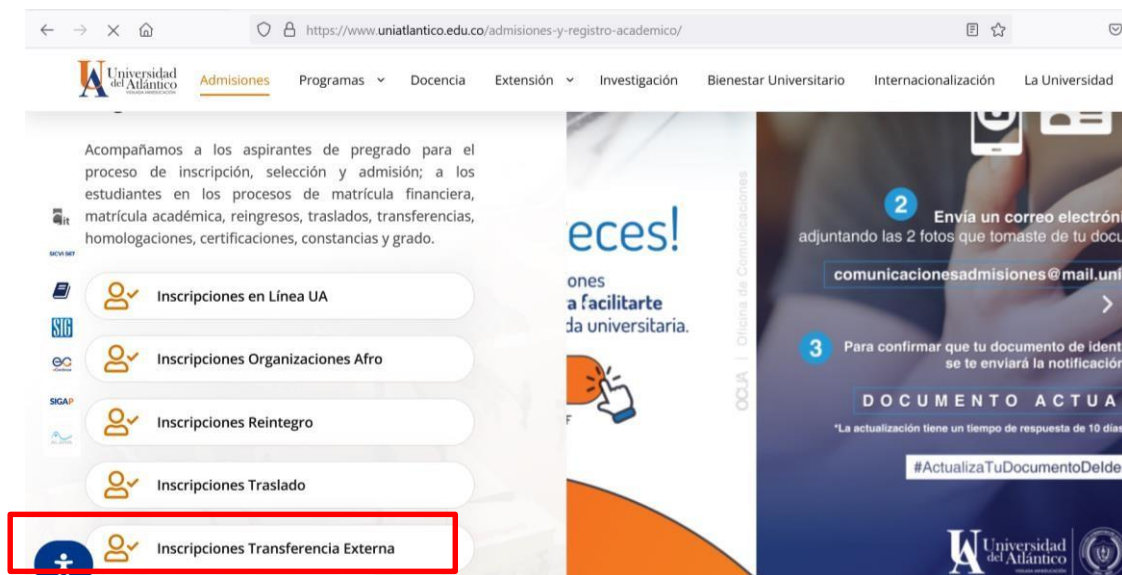 https://www.uniatlantico.edu.co/admisiones-y-registro-academico/
Universidad
del Atlántico
Admisiones Programas Docencia Extensión Investigación Bienestar Universitario Internacionalización La Universidad
Acompañamos a los aspirantes de pregrado para el
proceso de inscripción, selección y admisión; a los
estudiantes en los procesos de matrícula financiera,
matrícula académica, reingresos, traslados, transferencias,
homologaciones, certificaciones, constancias y grado.
SIG
SIGAP
Inscripciones en Línea UA
Inscripciones Organizaciones Afro
Inscripciones Reintegro
Inscripciones Traslado
Inscripciones Transferencia Externa
eces!
ones
a facilitarte
da universitaria.
OCUA | Oficina de Comunicaciones
2
Envía un correo electróni
adjuntando las 2 fotos que tomaste de tu docu
comunicacionesadmisiones@mail.uni
3
Para confirmar que tu documento de identi
se te enviará la notificación
DOCUMENTO ACTUA
*La actualización tiene un tiempo de respuesta de 10 días
#ActualizaTuDocumentoDeIde
Universidad
del Atlántico